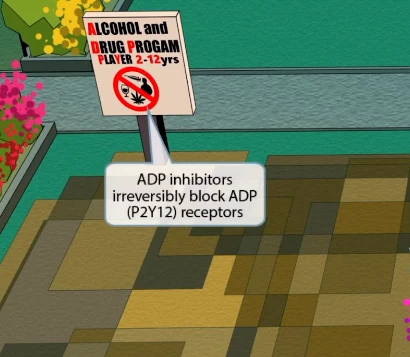 ALCOHOL and
DRUG PROGAM
PLAYER 2-12yrs
ADP inhibitors
irreversibly block ADP
(P2Y12) receptors